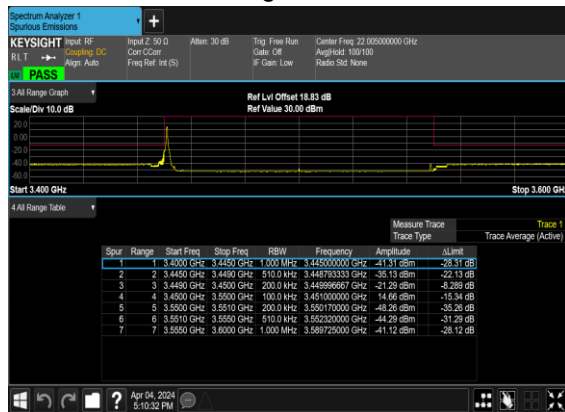 Spectrum Analyzer 1
Spurious Emissions
+
KEYSIGHT Input: RF Input Z: 50 Ω Atten: 30 dB Trig: Free Run Center Freq: 22.005000000 GHz
RLT Coupling: DC Corr CCorr Gate: Off Avg|Hold: 100/100
Align: Auto Freq Ref: Int (S) IF Gain: Low Radio Std: None
LW PASS
3 All Range Graph Ref Lvl Offset 18.83 dB
Scale/Div 10.0 dB Ref Value 30.00 dBm
20.0
0.00
-20.0
-40.0
-60.0
Start 3.400 GHz Stop 3.600 GHz
4 All Range Table
Measure Trace Trace 1
Trace Type Trace Average (Active)
Spur Range Start Freq Stop Freq RBW Frequency Amplitude ΔLimit
1 1 3.4000 GHz 3.4450 GHz 1.000 MHz 3.445000000 GHz -41.31 dBm -28.31 dB
2 2 3.4450 GHz 3.4490 GHz 510.0 kHz 3.448793333 GHz -35.13 dBm -22.13 dB
3 3 3.4490 GHz 3.4500 GHz 200.0 kHz 3.449996667 GHz -21.29 dBm -8.289 dB
4 4 3.4500 GHz 3.5500 GHz 100.0 kHz 3.451000000 GHz 14.66 dBm -15.34 dB
5 5 3.5500 GHz 3.5510 GHz 200.0 kHz 3.550170000 GHz -48.26 dBm -35.26 dB
6 6 3.5510 GHz 3.5550 GHz 510.0 kHz 3.552320000 GHz -44.29 dBm -31.29 dB
7 7 3.5550 GHz 3.6000 GHz 1.000 MHz 3.589725000 GHz -41.12 dBm -28.12 dB
? Apr 04, 2024
5:10:32 PM